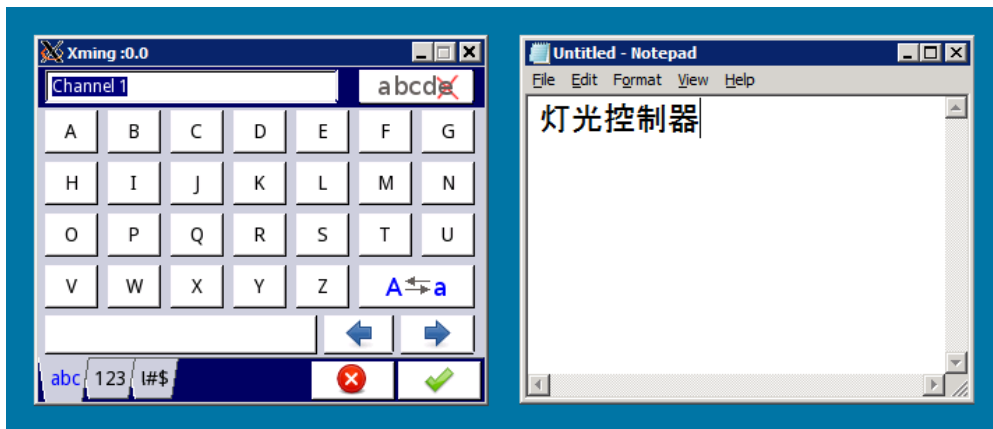 Xming :0.0
Channel 1
abcde
A B C D E F G
H I J K L M N
O P Q R S T U
V W X Y Z A a
abc 123 !#$
Untitled - Notepad
File Edit Format View Help
灯光控制器